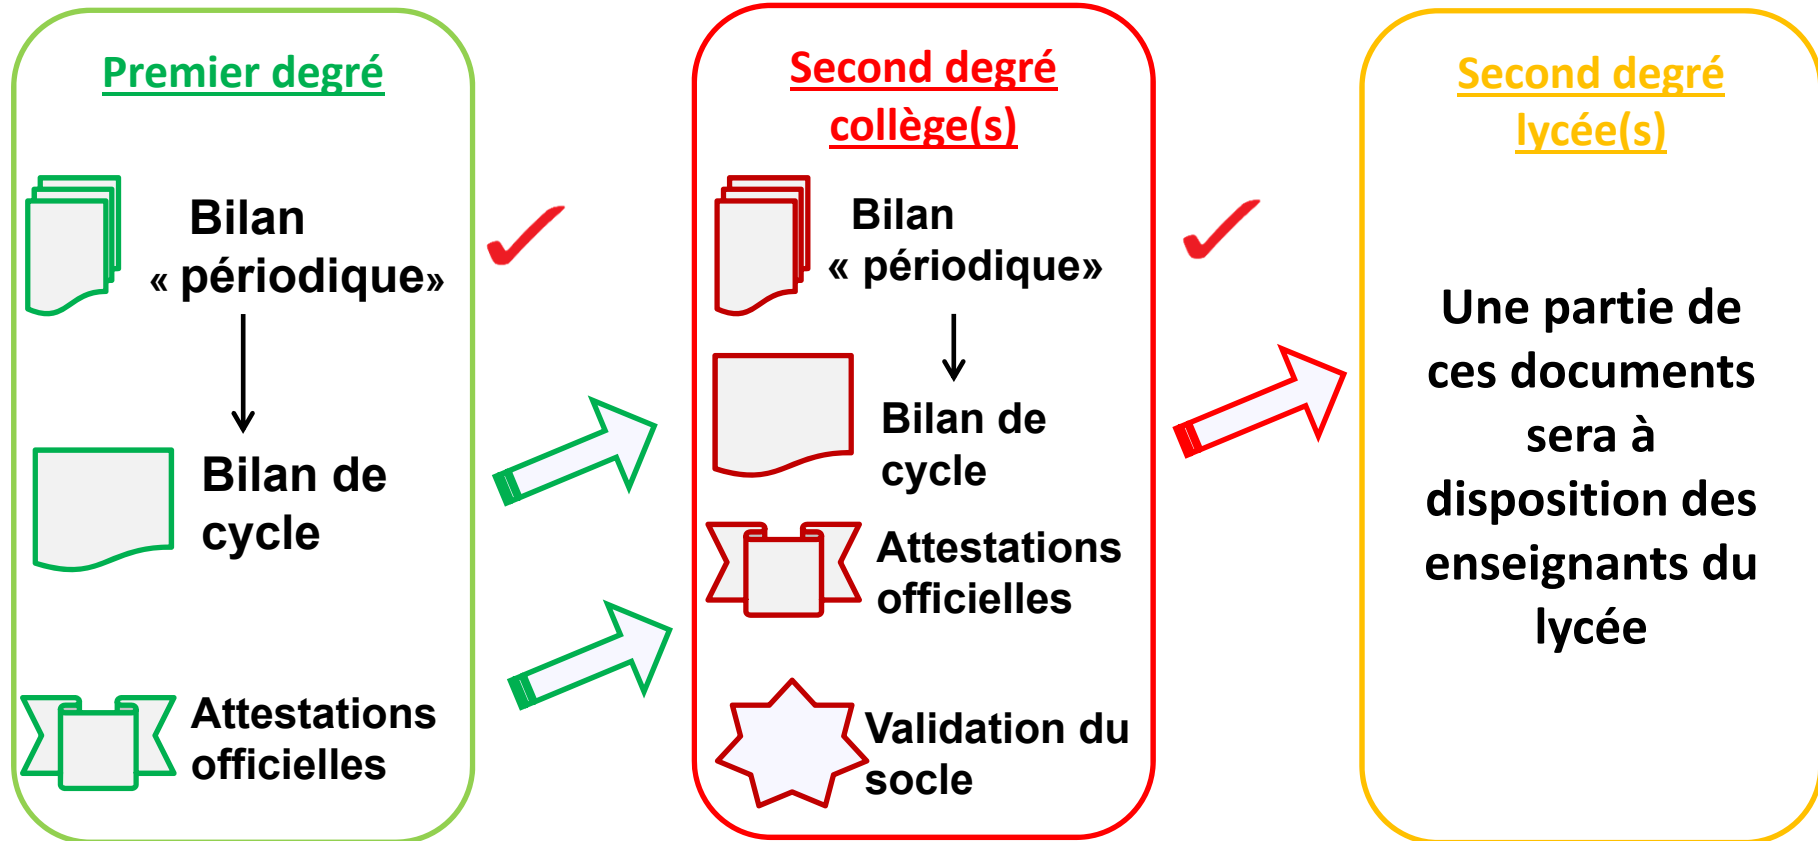 Premier degré
Bilan
« périodique»
Bilan de
cycle
Attestations
officielles
Second degré
collège(s)
Bilan
« périodique»
Bilan de
cycle
Attestations
officielles
Validation du
socle
Second degré
lycée(s)
Une partie de
ces documents
sera à
disposition des
enseignants du
lycée